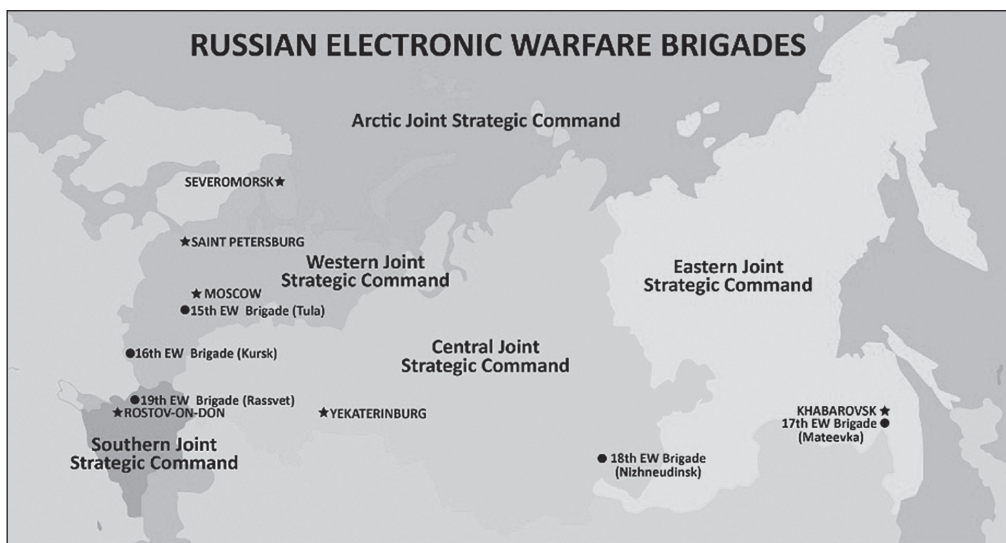 RUSSIAN ELECTRONIC WARFARE BRIGADES
Arctic Joint Strategic Command
SEVEROMORSK
SAINT PETERSBURG
Western Joint
Strategic Command
Eastern Joint
Strategic Command
MOSCOW
15th EW Brigade (Tula)
16th EW Brigade (Kursk)
Central Joint
Strategic Command
19th EW Brigade (Rassvet)
ROSTOV-ON-DON
YEKATERINBURG
KHABAROVSK
17th EW Brigade
(Mateevka)
Southern Joint
Strategic Command
18th EW Brigade
(Nizhneudinsk)